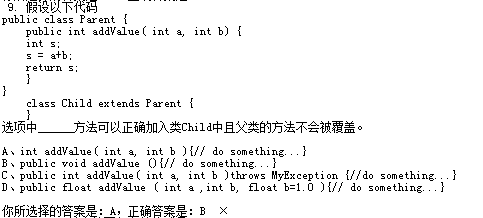 9. 假设以下代码
public class Parent {
public int addValue( int a, int b) {
int s;
s = a+b;
return s;
}
}
class Child extends Parent {
}
选项中______方法可以正确加入类Child中且父类的方法不会被覆盖。
A、int addValue( int a, int b ){// do something...}
B、public void addValue (){// do something...}
C、public int addValue( int a, int b )throws MyException {//do something...}
D、public float addValue ( int a ,int b, float b=1.0 ){// do something...}
你所选择的答案是: A, 正确答案是: B ×